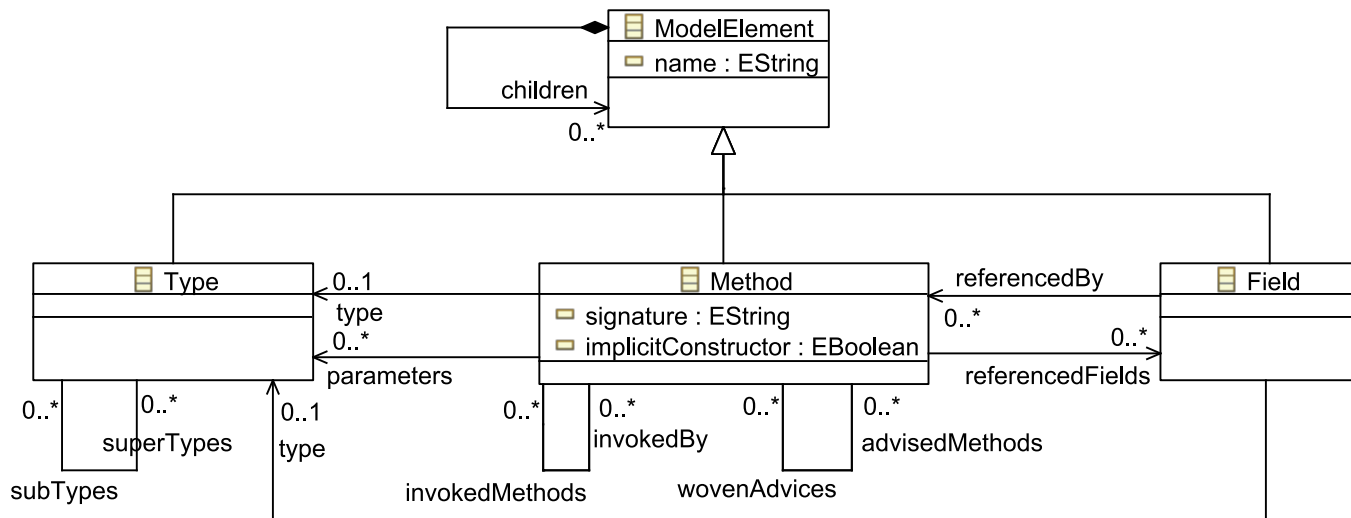 ModelElement
name : EString
children
0..*
Type
Method
Field
0..1
type
signature : EString
implicitConstructor : EBoolean
referencedBy
0..*
0..*
parameters
0..*
referencedFields
0..*
0..*
superTypes
subTypes
0..1
type
0..*
0..*
invokedBy
invokedMethods
0..*
0..*
advisedMethods
wovenAdvices